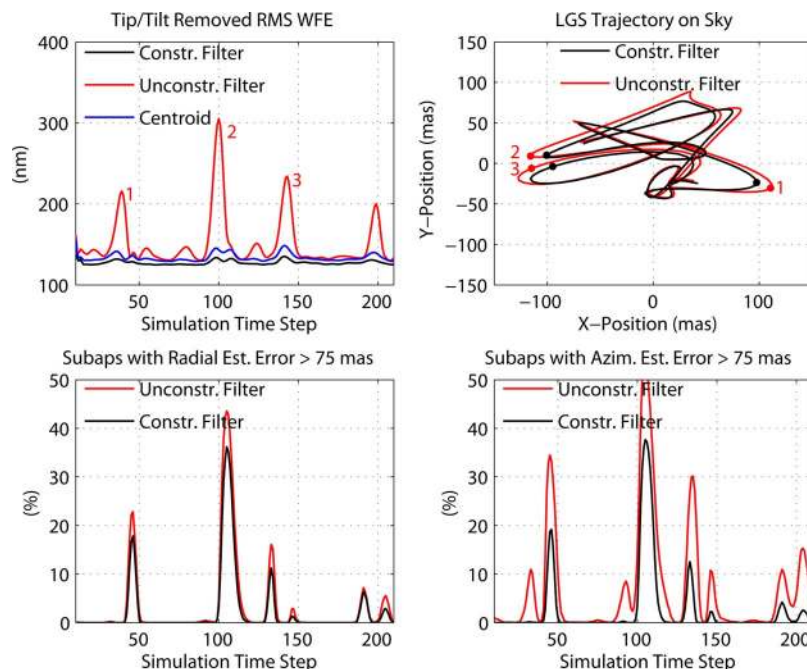 Tip/Tilt Removed RMS WFE
400
300
200
100
(nm)
Constr. Filter
Unconstr. Filter
Centroid
1
2
3
50
100
150
200
Simulation Time Step
LGS Trajectory on Sky
150
100
50
0
−50
−100
−150
Y−Position (mas)
Constr. Filter
Unconstr. Filter
2
3
1
−100
0
100
X−Position (mas)
Subaps with Radial Est. Error > 75 mas
50
40
30
20
10
0
(%)
Unconstr. Filter
Constr. Filter
50
100
150
200
Simulation Time Step
Subaps with Azim. Est. Error > 75 mas
50
40
30
20
10
0
(%)
Unconstr. Filter
Constr. Filter
50
100
150
200
Simulation Time Step